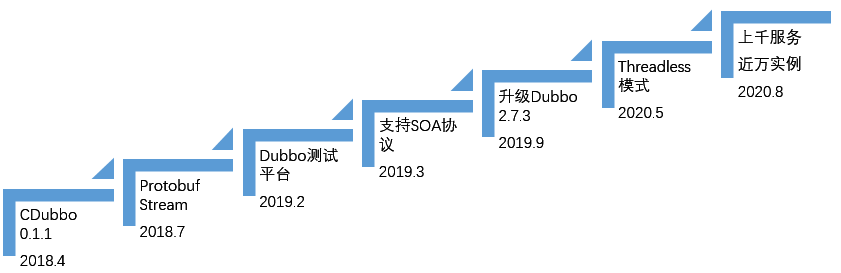 CDubbo
0.1.1
2018.4
Protobuf
Stream
2018.7
Dubbo测试
平台
2019.2
支持SOA协
议
2019.3
升级Dubbo
2.7.3
2019.9
Threadless
模式
2020.5
上千服务
近万实例
2020.8